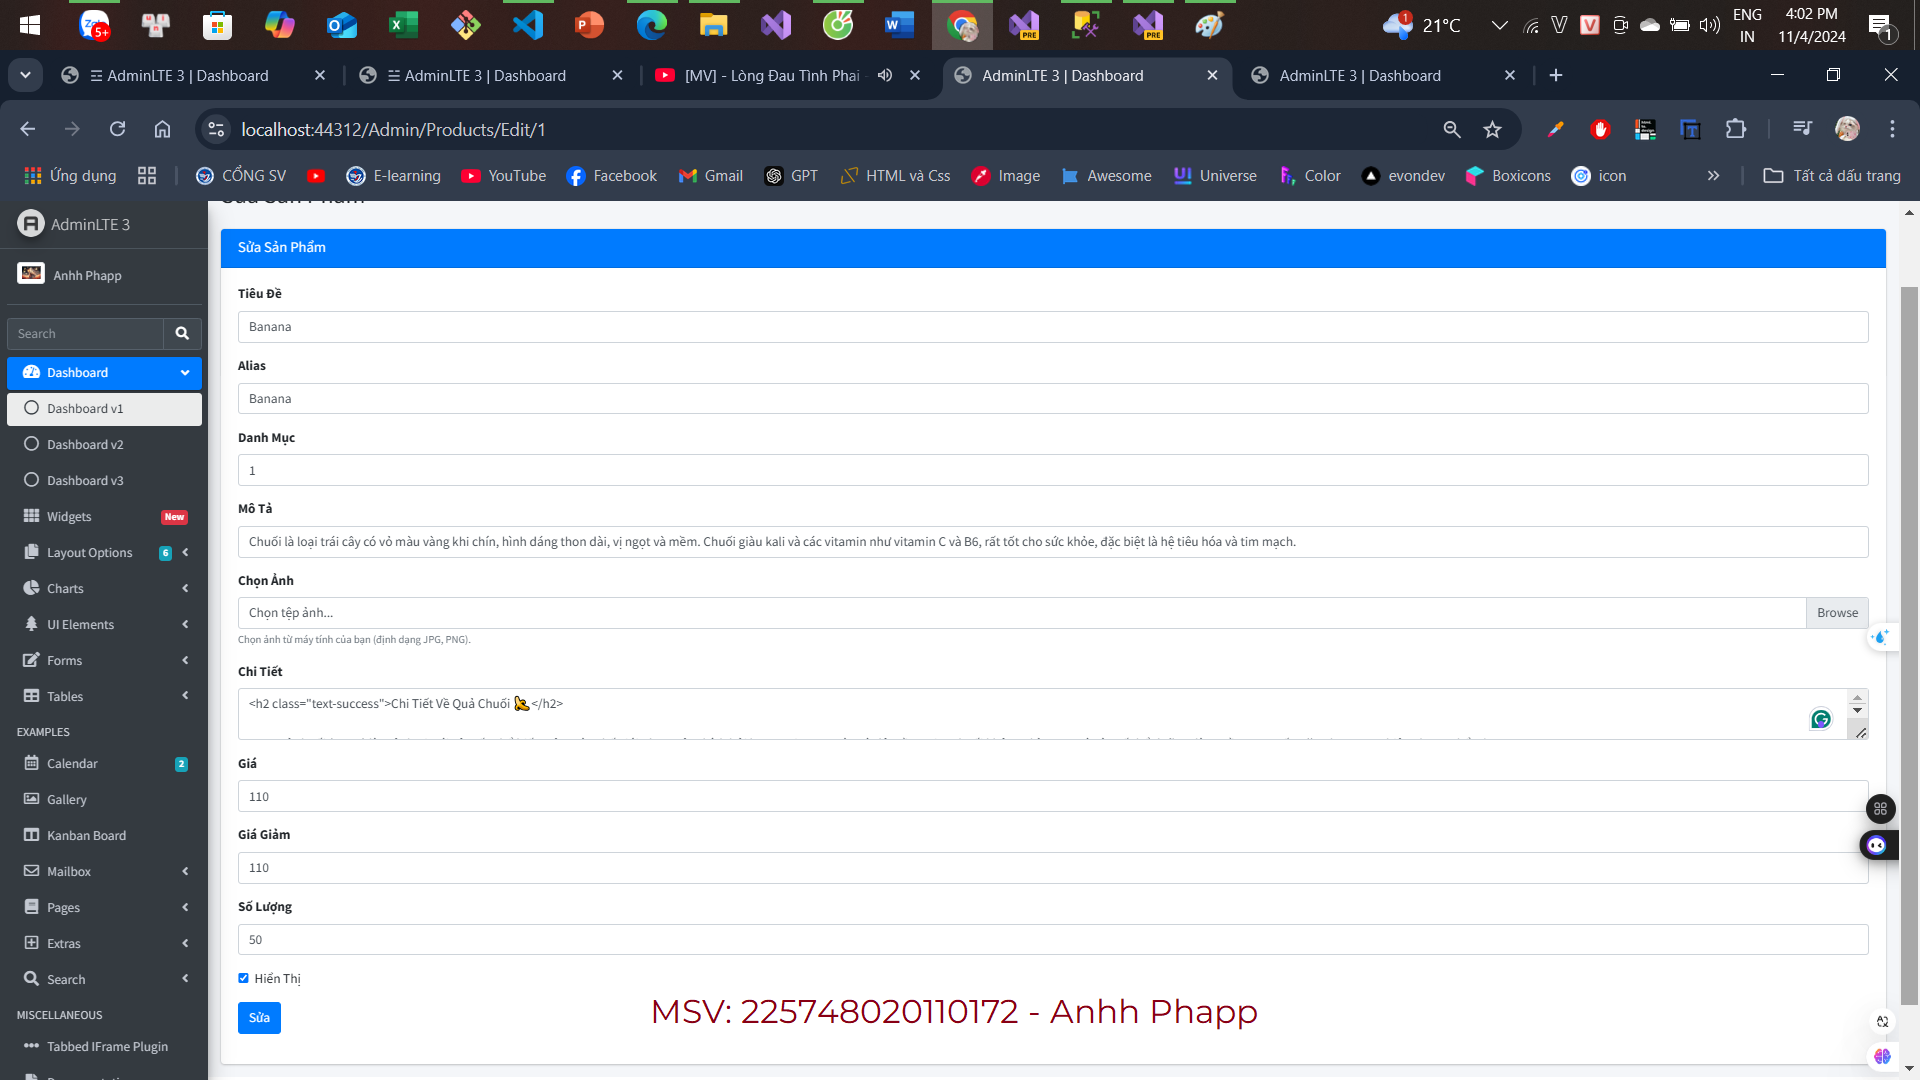 5+
PRE
PRE
1
21°C
ENG
IN
4:02 PM
11/4/2024
1
☰ AdminLTE 3 | Dashboard
☰ AdminLTE 3 | Dashboard
[MV] - Lòng Đau Tình Phai
AdminLTE 3 | Dashboard
AdminLTE 3 | Dashboard
localhost:44312/Admin/Products/Edit/1
Ứng dụng
CỔNG SV
E-learning
YouTube
Facebook
Gmail
GPT
HTML và Css
Image
Awesome
Universe
Color
evondev
Boxicons
icon
Tất cả dấu trang
AdminLTE 3
Anhh Phapp
Search
Dashboard
Dashboard v1
Dashboard v2
Dashboard v3
Widgets New
Layout Options 6
Charts
UI Elements
Forms
Tables
EXAMPLES
Calendar 2
Gallery
Kanban Board
Mailbox
Pages
Extras
Search
MISCELLANEOUS
Tabbed IFrame Plugin
Sửa Sản Phẩm
Tiêu Đề
Banana
Alias
Banana
Danh Mục
1
Mô Tả
Chuối là loại trái cây có vỏ màu vàng khi chín, hình dáng thon dài, vị ngọt và mềm. Chuối giàu kali và các vitamin như vitamin C và B6, rất tốt cho sức khỏe, đặc biệt là hệ tiêu hóa và tim mạch.
Chọn Ảnh
Chọn tệp ảnh...
Browse
Chọn ảnh từ máy tính của bạn (định dạng JPG, PNG).
Chi Tiết
<h2 class="text-success">Chi Tiết Về Quả Chuối 🍌</h2>
Giá
110
Giá Giảm
110
Số Lượng
50
Hiển Thị
Sửa
MSV: 225748020110172 - Anhh Phapp